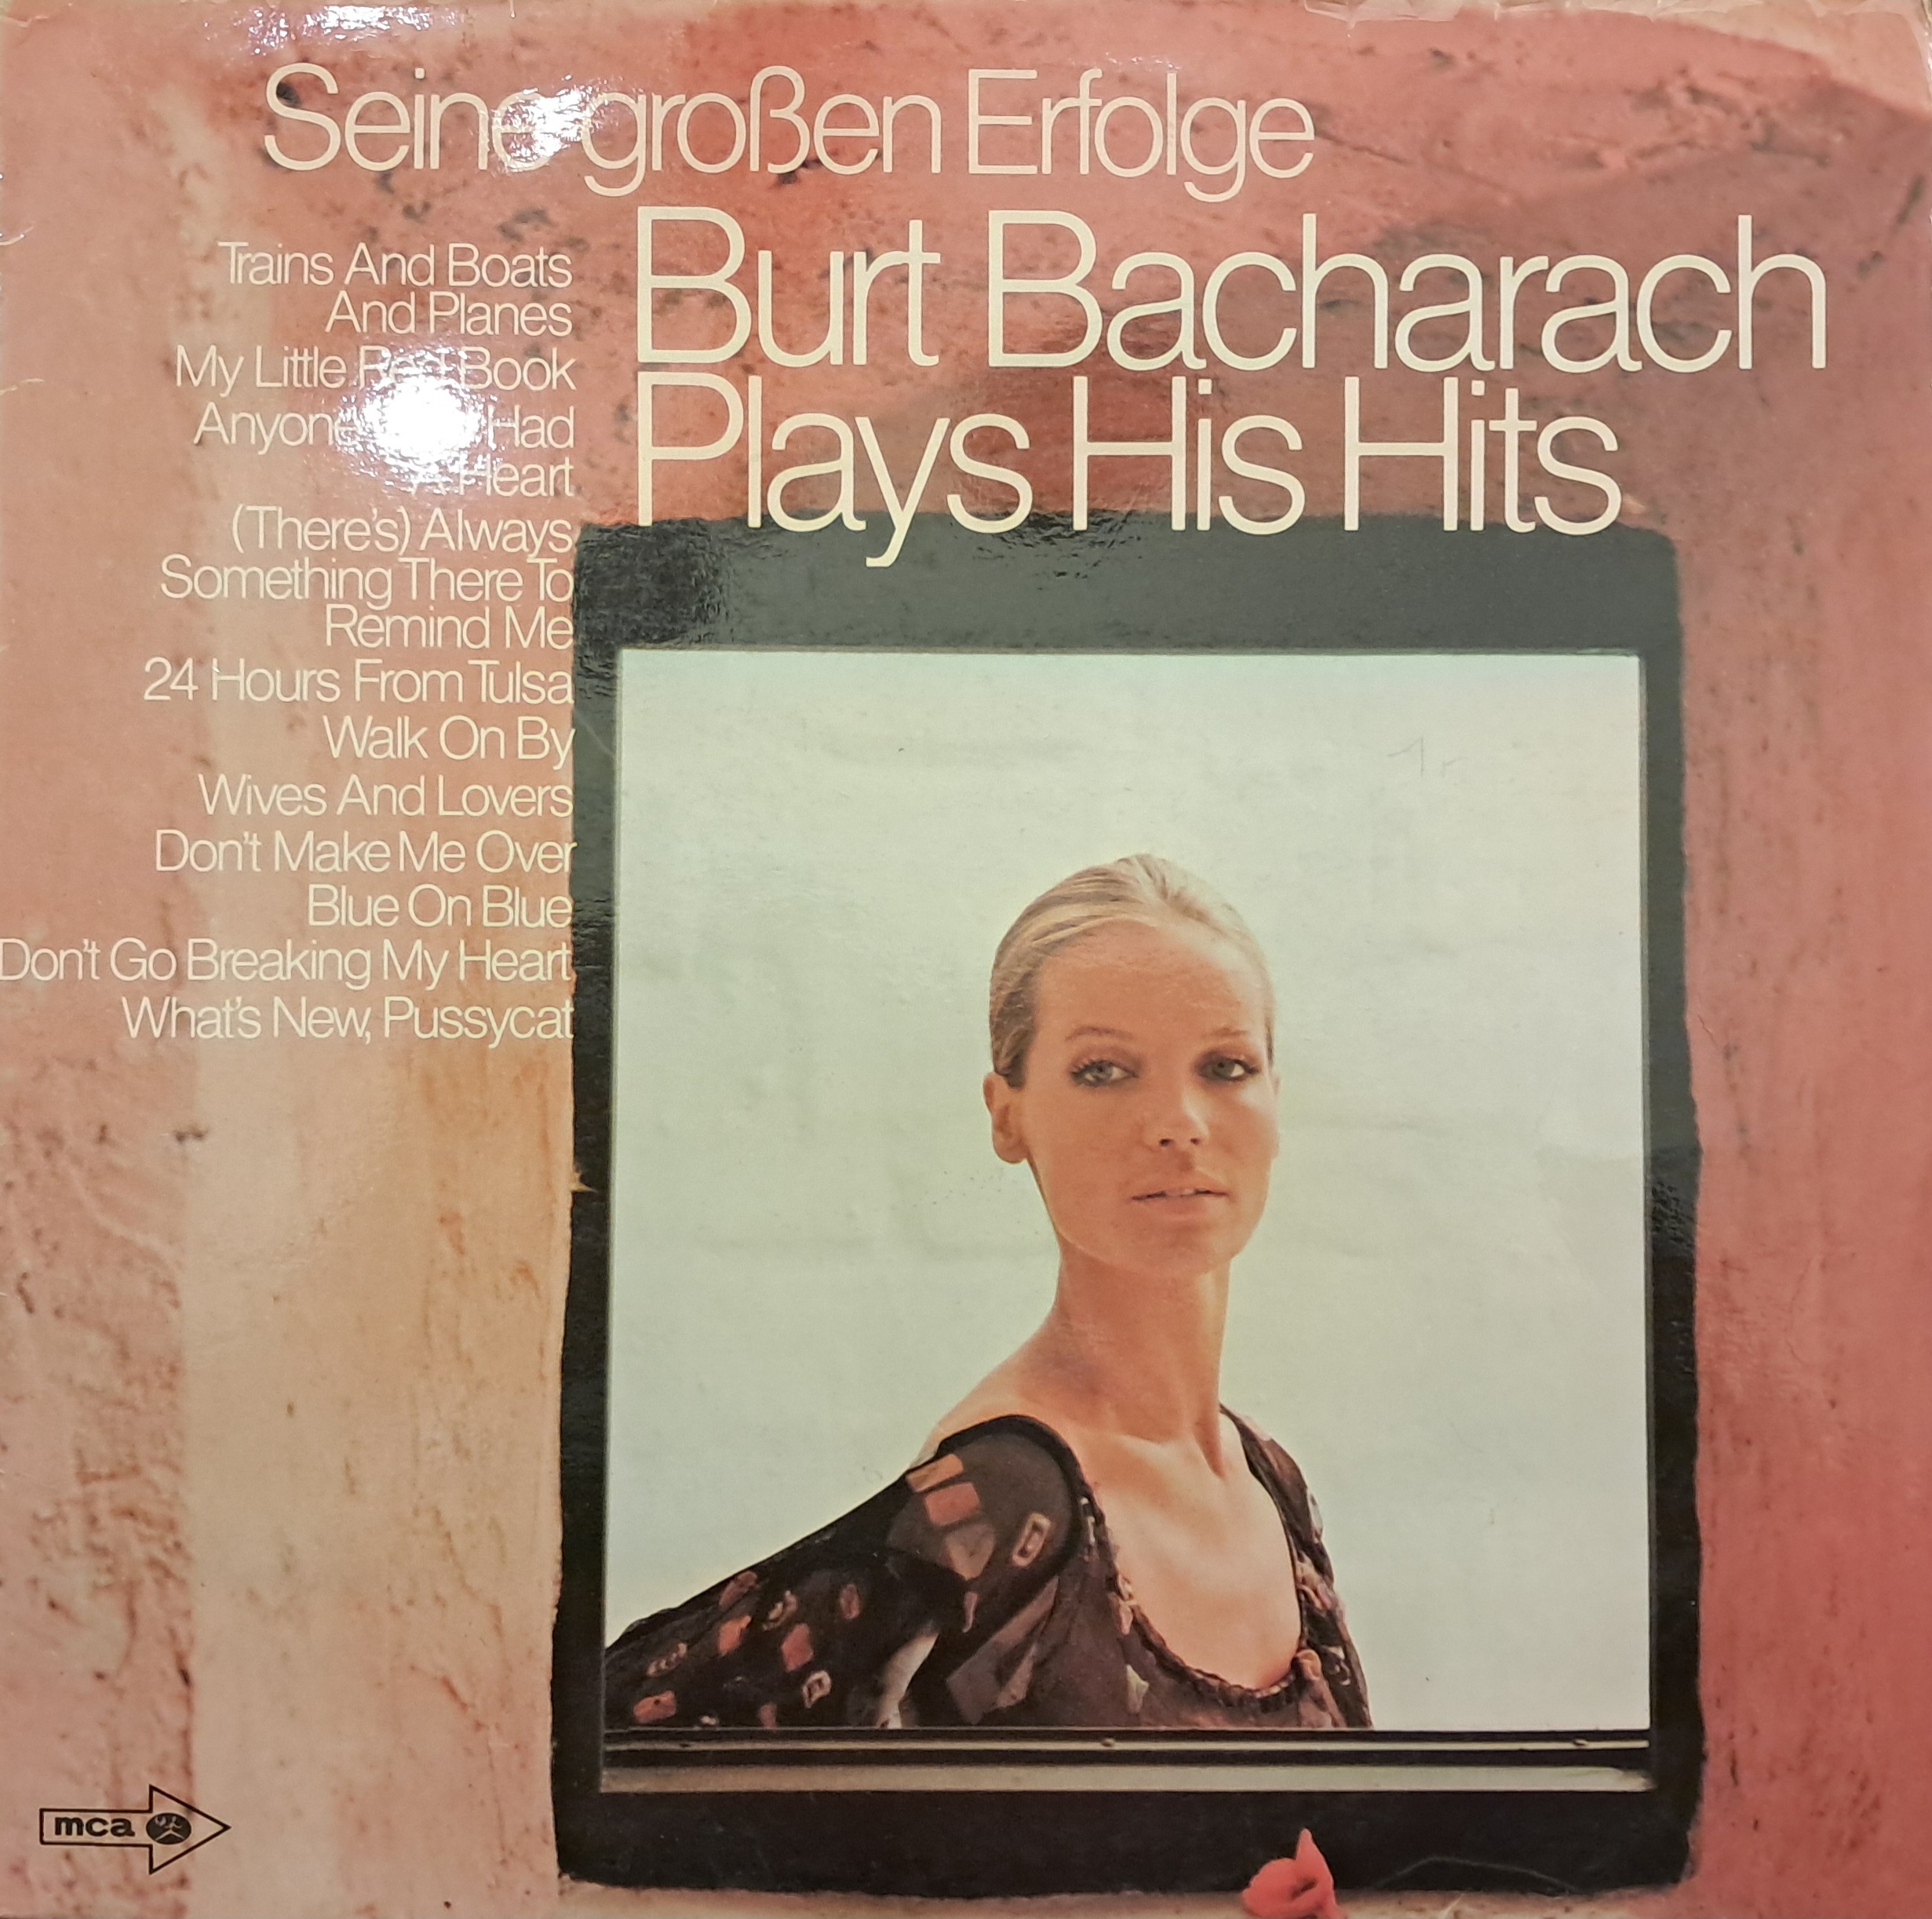 Seine großen Erfolge
Burt Bacharach
Plays His Hits
Trains And Boats
And Planes
My Little Red Book
Anyone Had
A Heart
(There's) Always
Something There To
Remind Me
24 Hours From Tulsa
Walk On By
Wives And Lovers
Don't Make Me Over
Blue On Blue
Don't Go Breaking My Heart
What's New, Pussycat
mca